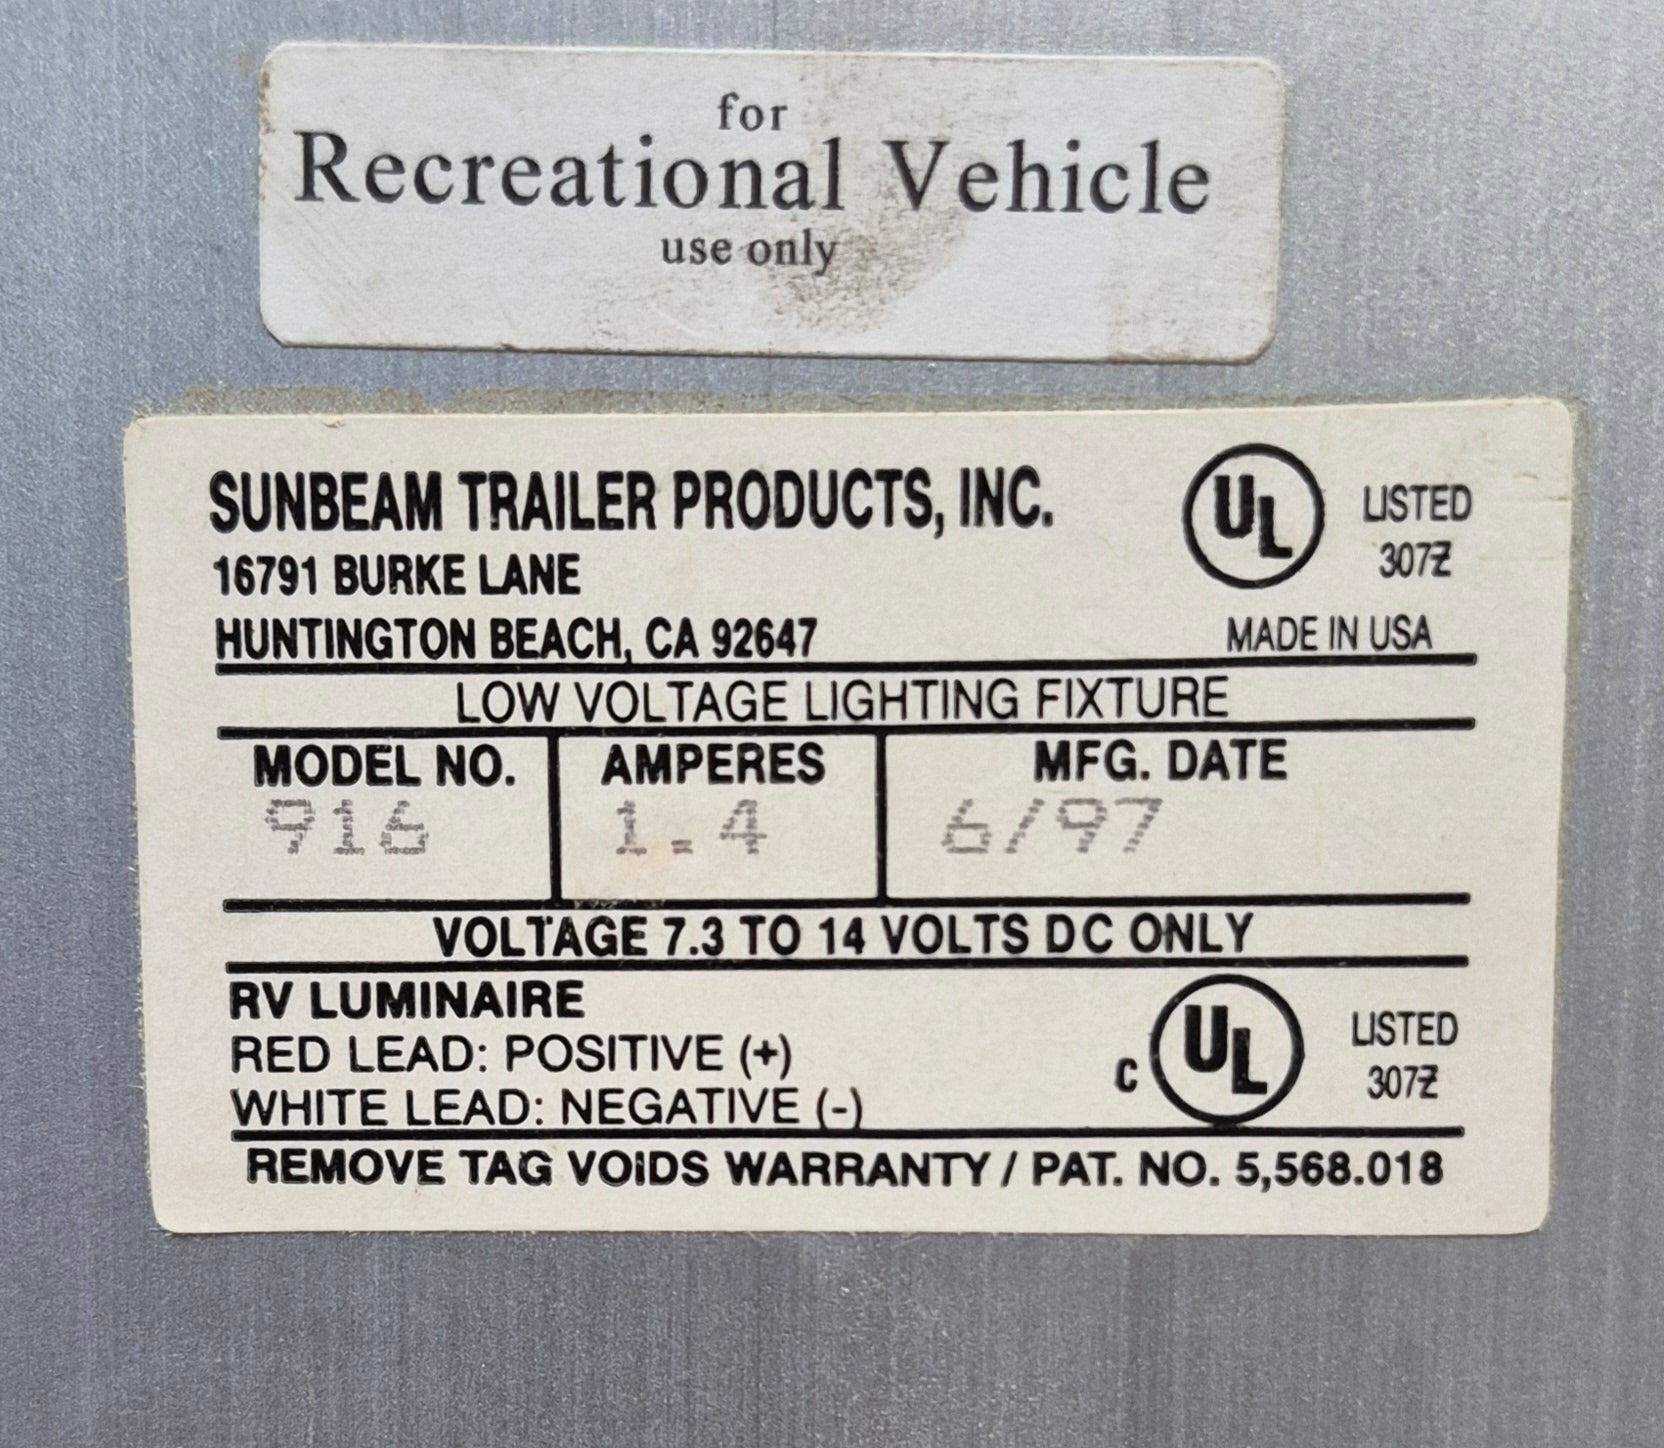 for
Recreational Vehicle
use only
SUNBEAM TRAILER PRODUCTS, INC.
16791 BURKE LANE
HUNTINGTON BEACH, CA 92647
UL LISTED
307Z
MADE IN USA
LOW VOLTAGE LIGHTING FIXTURE
MODEL NO. AMPERES MFG. DATE
916 1.4 6/97
VOLTAGE 7.3 TO 14 VOLTS DC ONLY
RV LUMINAIRE
RED LEAD: POSITIVE (+)
WHITE LEAD: NEGATIVE (-)
C UL LISTED
307Z
REMOVE TAG VOIDS WARRANTY / PAT. NO. 5,568.018